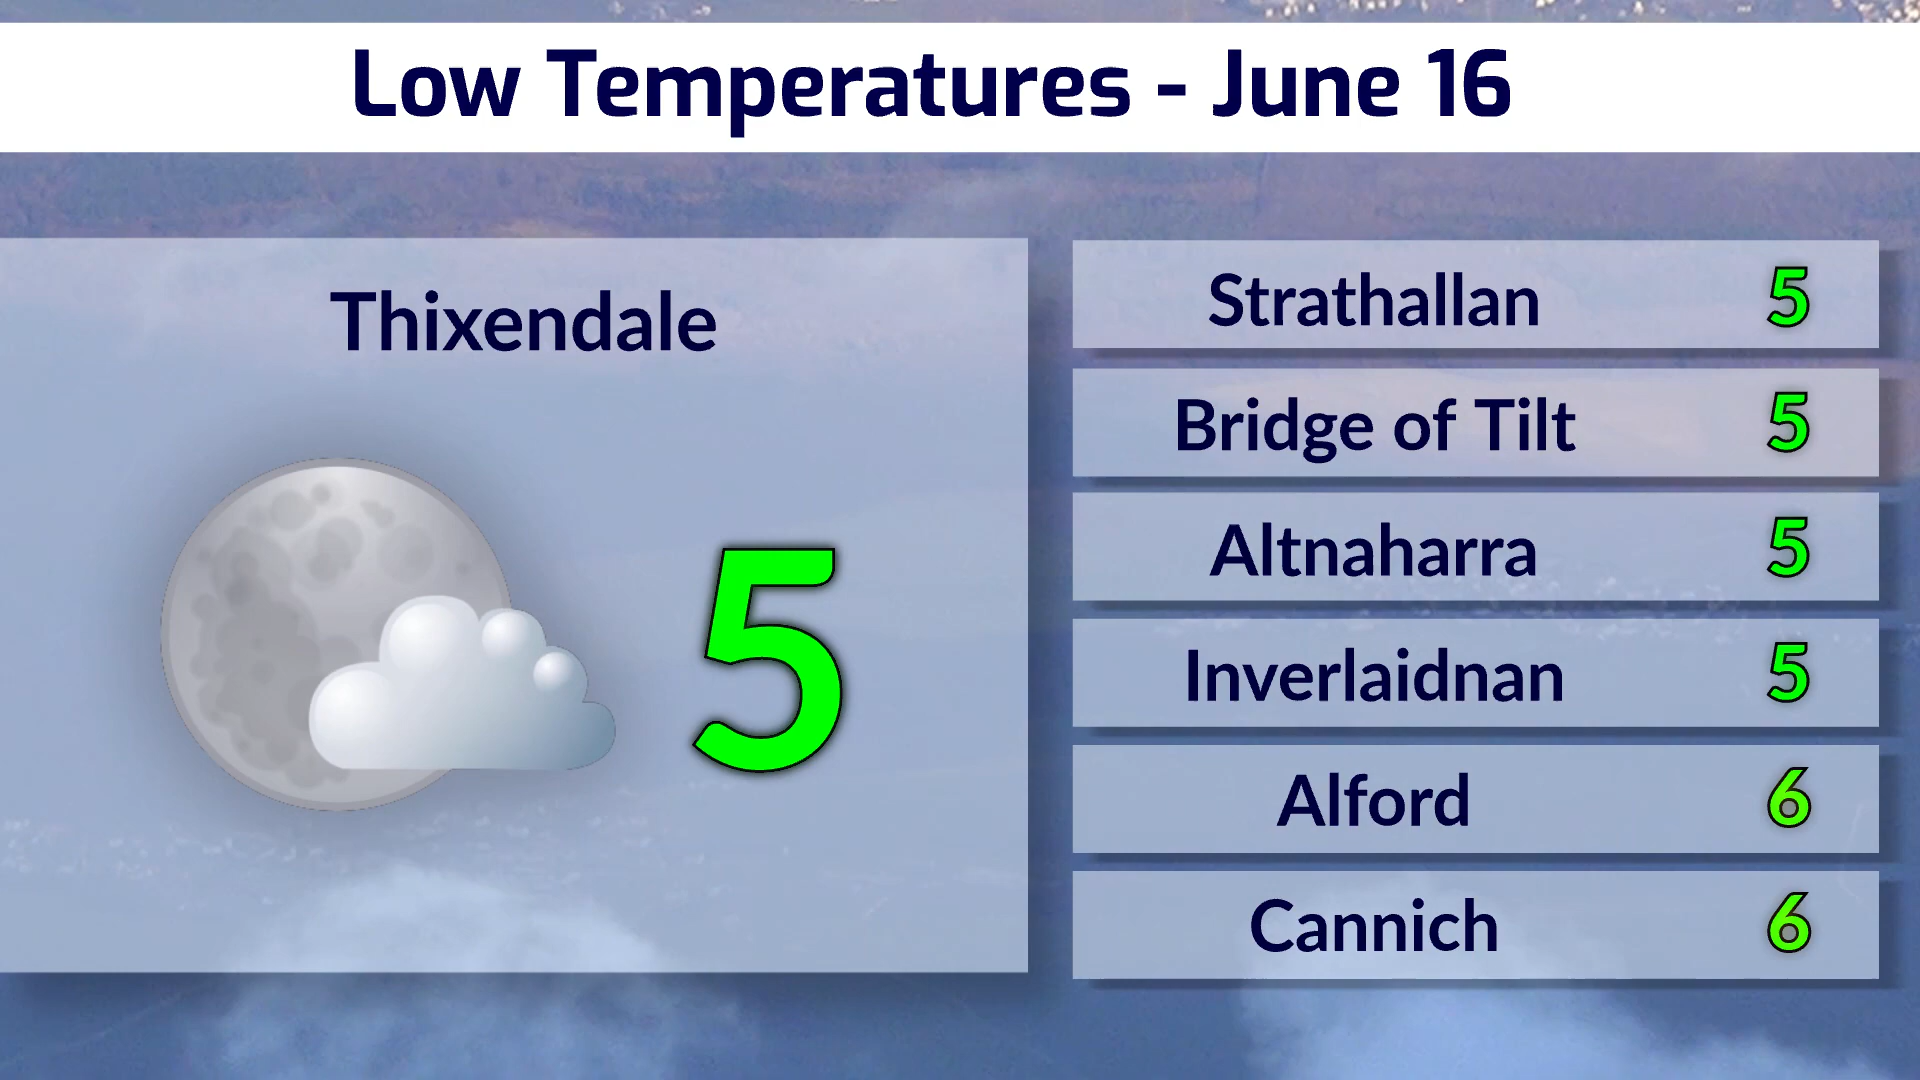 Low Temperatures - June 16
Thixendale
5
Strathallan 5
Bridge of Tilt 5
Altnaharra 5
Inverlaidnan 5
Alford 6
Cannich 6